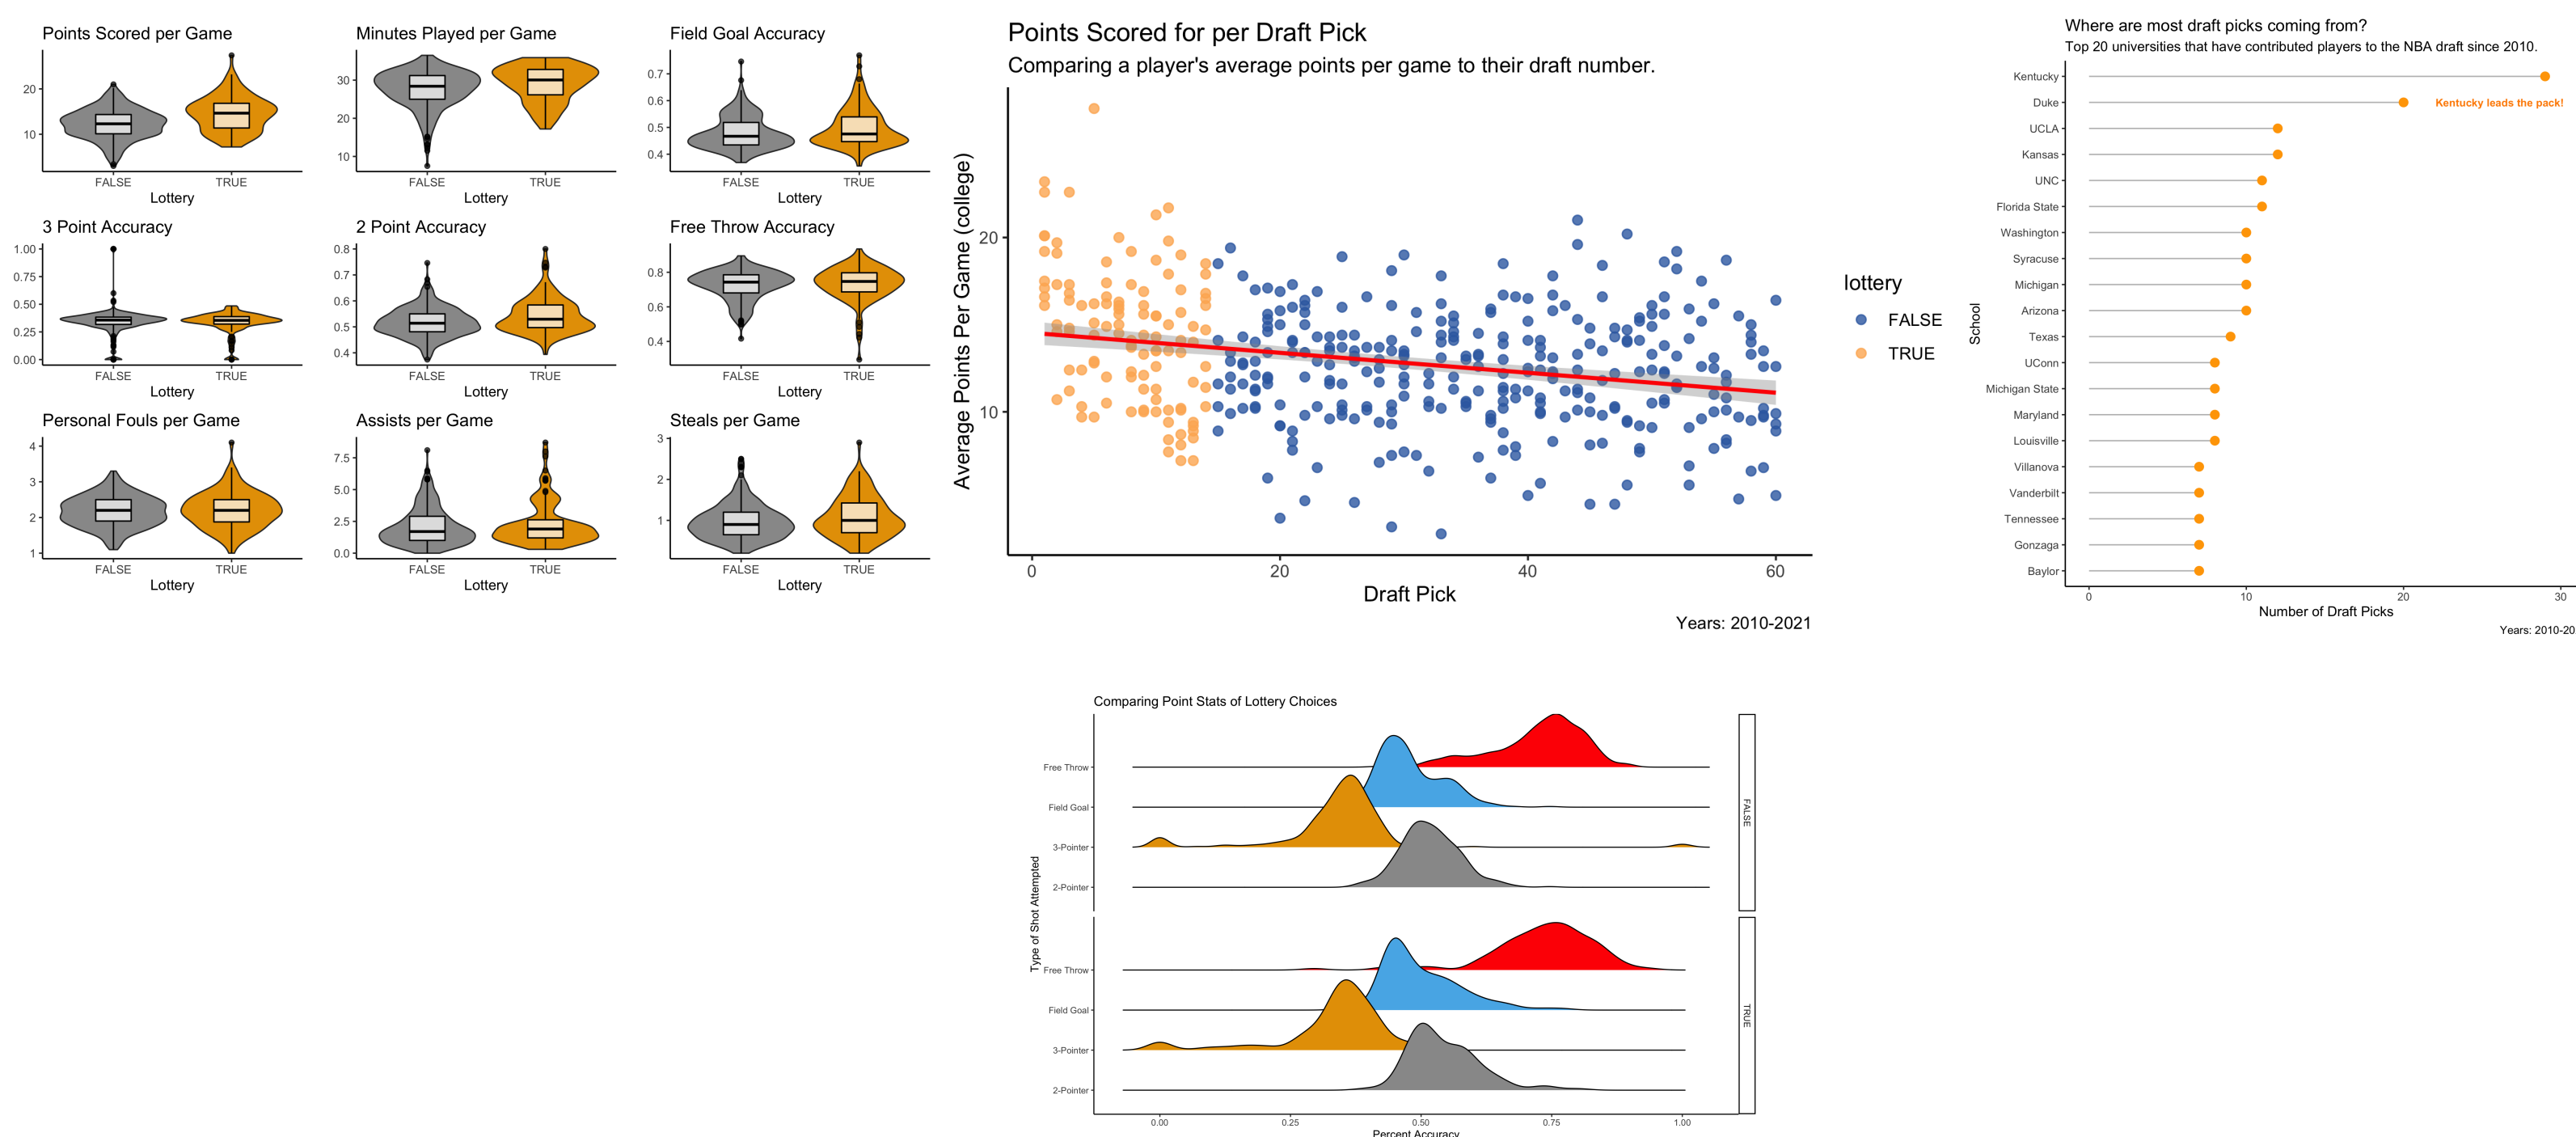 Points Scored per Game
20
10
FALSE TRUE
Lottery
Minutes Played per Game
30
20
10
FALSE TRUE
Lottery
Field Goal Accuracy
0.7
0.6
0.5
0.4
FALSE TRUE
Lottery
3 Point Accuracy
1.00
0.75
0.50
0.25
0.00
FALSE TRUE
Lottery
2 Point Accuracy
0.8
0.7
0.6
0.5
0.4
FALSE TRUE
Lottery
Free Throw Accuracy
0.8
0.6
0.4
FALSE TRUE
Lottery
Personal Fouls per Game
4
3
2
1
FALSE TRUE
Lottery
Assists per Game
7.5
5.0
2.5
0.0
FALSE TRUE
Lottery
Steals per Game
3
2
1
FALSE TRUE
Lottery
Points Scored for per Draft Pick
Comparing a player's average points per game to their draft number.
Average Points Per Game (college)
20
10
0 20 40 60
Draft Pick
Years: 2010-2021
lottery
FALSE
TRUE
Where are most draft picks coming from?
Top 20 universities that have contributed players to the NBA draft since 2010.
School
Kentucky
Duke
Kentucky leads the pack!
UCLA
Kansas
UNC
Florida State
Washington
Syracuse
Michigan
Arizona
Texas
UConn
Michigan State
Maryland
Louisville
Villanova
Vanderbilt
Tennessee
Gonzaga
Baylor
0 10 20 30
Number of Draft Picks
Years: 2010-20
Comparing Point Stats of Lottery Choices
Type of Shot Attempted
Free Throw
Field Goal
3-Pointer
2-Pointer
FALSE
Free Throw
Field Goal
3-Pointer
2-Pointer
TRUE
0.00 0.25 0.50 0.75 1.00
Percent Accuracy